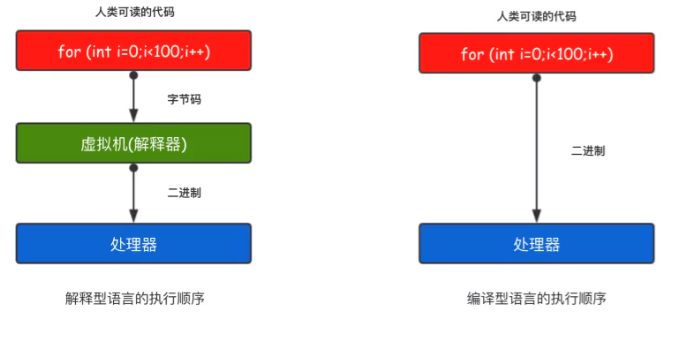 人类可读的代码
for (int i=0;i<100;i++)
字节码
虚拟机(解释器)
二进制
处理器
解释型语言的执行顺序
人类可读的代码
for (int i=0;i<100;i++)
二进制
处理器
编译型语言的执行顺序